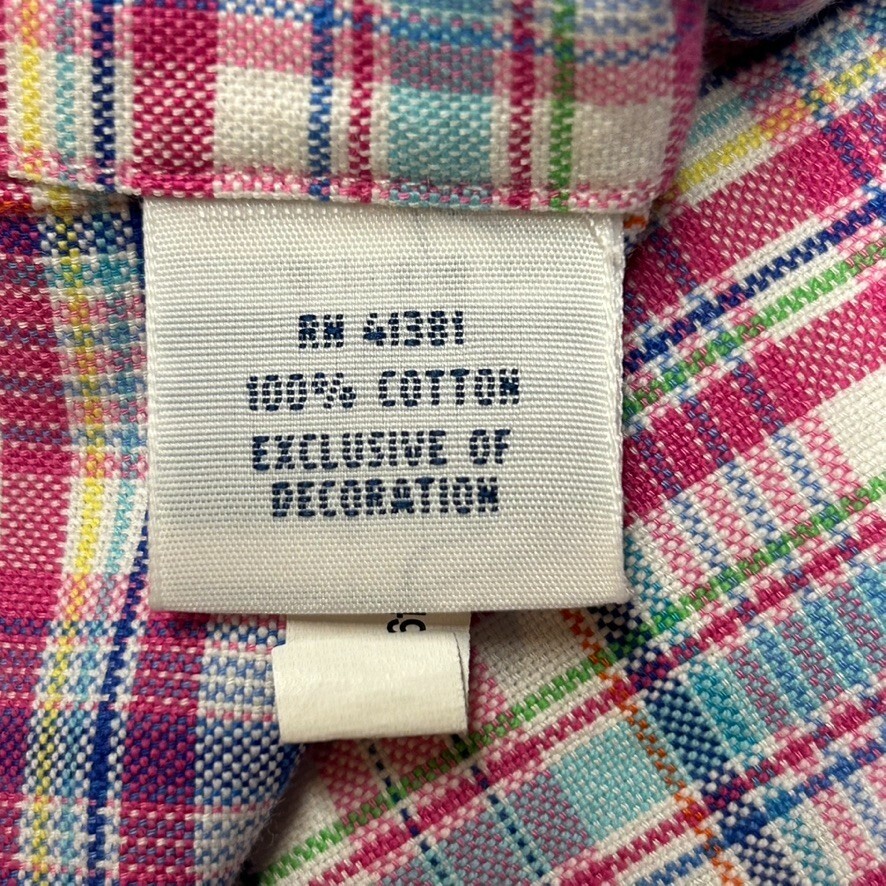 RN 41381
100% COTTON
EXCLUSIVE OF
DECORATION